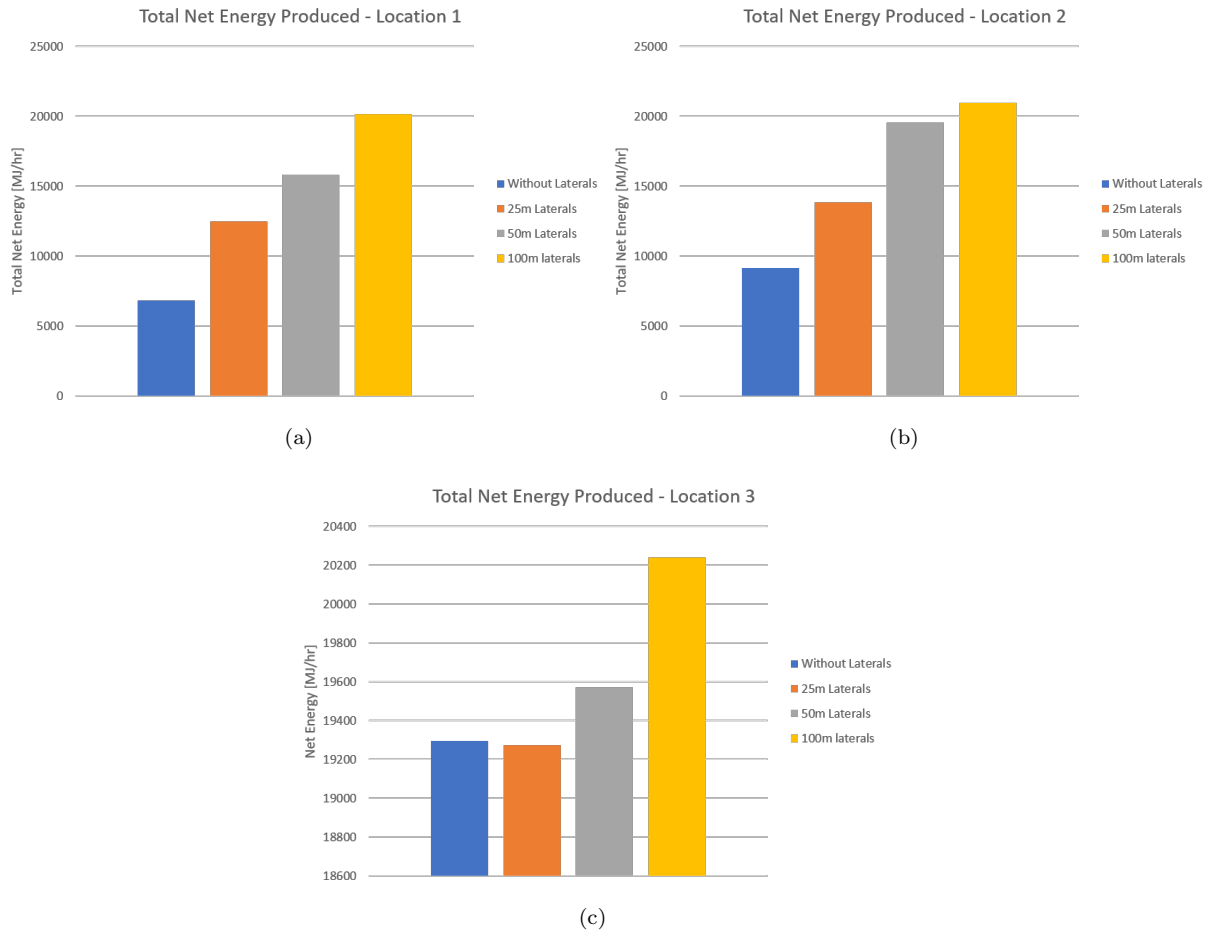 Total Net Energy Produced - Location 1
Total Net Energy [MJ/hr]
25000
20000
15000
10000
5000
0
Without Laterals
25m Laterals
50m Laterals
100m laterals
(a)
Total Net Energy Produced - Location 2
Total Net Energy [MJ/hr]
25000
20000
15000
10000
5000
0
Without Laterals
25m Laterals
50m Laterals
100m laterals
(b)
Total Net Energy Produced - Location 3
Net Energy [MJ/hr]
20400
20200
20000
19800
19600
19400
19200
19000
18800
18600
Without Laterals
25m Laterals
50m Laterals
100m laterals
(c)